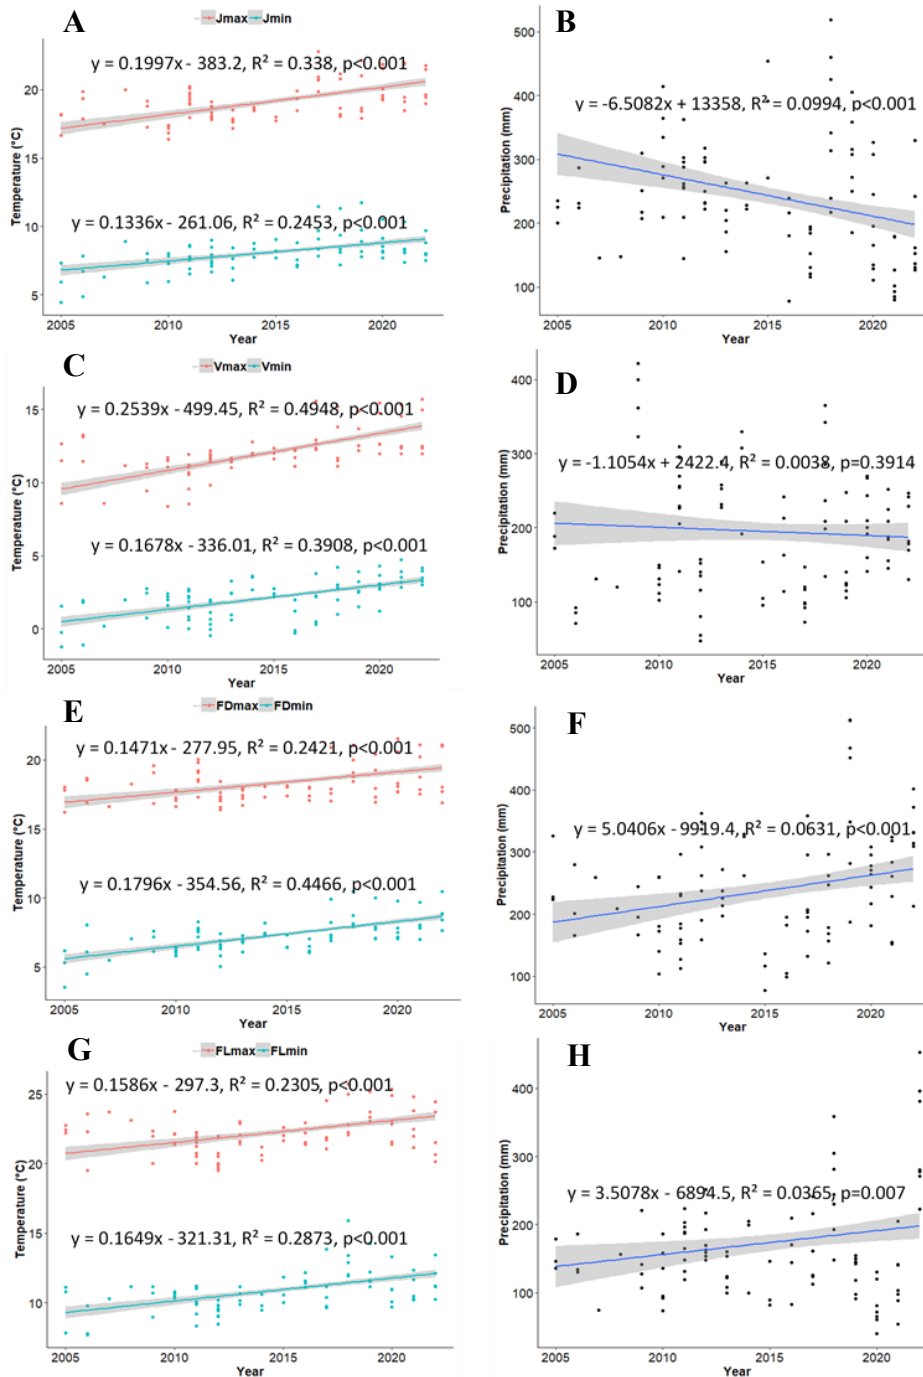 A
Jmax Jmin
y = 0.1997x - 383.2, R² = 0.338, p<0.001
y = 0.1336x - 261.06, R² = 0.2453, p<0.001
Temperature (°C)
20
15
10
5
2005 2010 2015 2020
Year
B
y = -6.5082x + 13358, R² = 0.0994, p<0.001
Precipitation (mm)
500
400
300
200
100
2005 2010 2015 2020
Year
C
Vmax Vmin
y = 0.2539x - 499.45, R² = 0.4948, p<0.001
y = 0.1678x - 336.01, R² = 0.3908, p<0.001
Temperature (°C)
15
10
5
0
2005 2010 2015 2020
Year
D
y = -1.1054x + 2422.4, R² = 0.0038, p=0.3914
Precipitation (mm)
400
300
200
100
2005 2010 2015 2020
Year
E
FDmax FDmin
y = 0.1471x - 277.95, R² = 0.2421, p<0.001
y = 0.1796x - 354.56, R² = 0.4466, p<0.001
Temperature (°C)
20
15
10
5
2005 2010 2015 2020
Year
F
y = 5.0406x - 9919.4, R² = 0.0631, p<0.001
Precipitation (mm)
500
400
300
200
100
2005 2010 2015 2020
Year
G
FLmax FLmin
y = 0.1586x - 297.3, R² = 0.2305, p<0.001
y = 0.1649x - 321.31, R² = 0.2873, p<0.001
Temperature (°C)
25
20
15
10
2005 2010 2015 2020
Year
H
y = 3.5078x - 6894.5, R² = 0.0365, p=0.007
Precipitation (mm)
400
300
200
100
2005 2010 2015 2020
Year